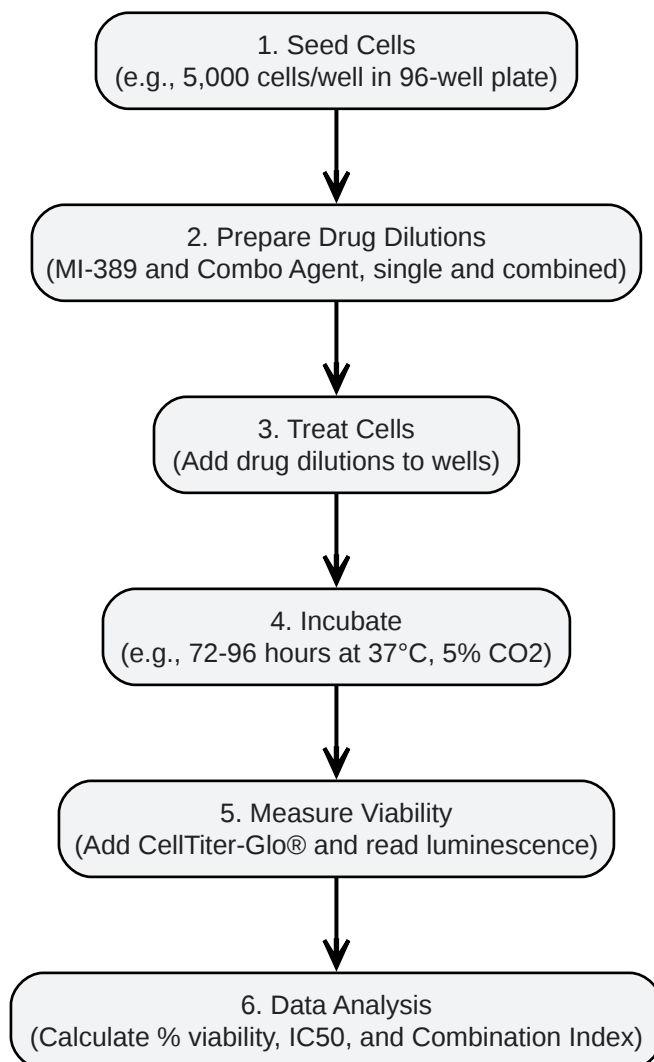 1. Seed Cells
(e.g., 5,000 cells/well in 96-well plate)
2. Prepare Drug Dilutions
(MI-389 and Combo Agent, single and combined)
3. Treat Cells
(Add drug dilutions to wells)
4. Incubate
(e.g., 72-96 hours at 37°C, 5% CO2)
5. Measure Viability
(Add CellTiter-Glo® and read luminescence)
6. Data Analysis
(Calculate % viability, IC50, and Combination Index)